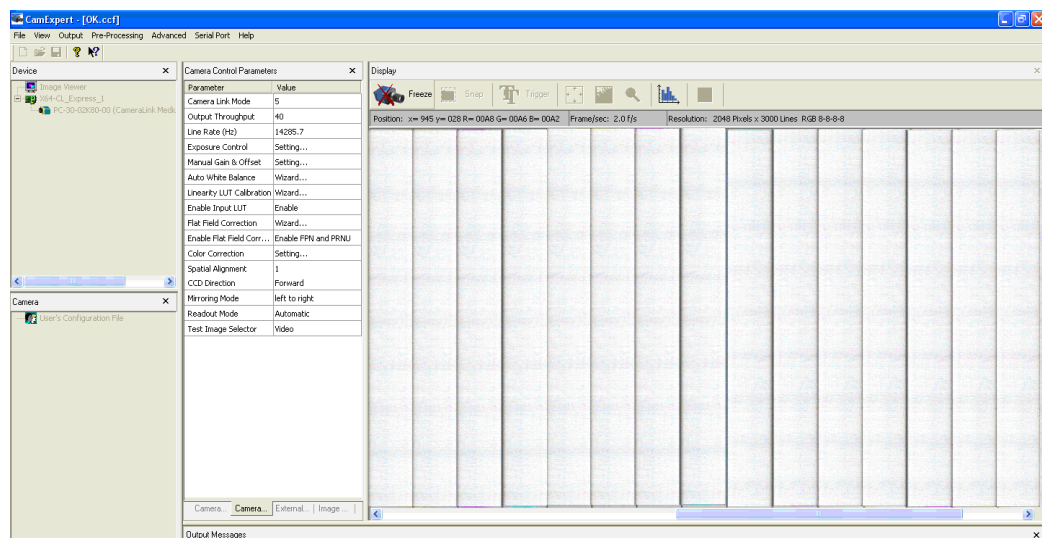 CamExpert - [OK.ccf]
File View Output Pre-Processing Advanced Serial Port Help
Device
Image Viewer
X64-CL_Express_1
PC-30-02K80-00 (CameraLink Mediu
Camera
User's Configuration File
Camera Control Parameters
Parameter Value
Camera Link Mode 5
Output Throughput 40
Line Rate (Hz) 14285.7
Exposure Control Setting...
Manual Gain & Offset Setting...
Auto White Balance Wizard...
Linearity LUT Calibration Wizard...
Enable Input LUT Enable
Flat Field Correction Wizard...
Enable Flat Field Corr... Enable FPN and PRNU
Color Correction Setting...
Spatial Alignment 1
CCD Direction Forward
Mirroring Mode left to right
Readout Mode Automatic
Test Image Selector Video
Camera... Camera... External... Image ...
Display
Freeze Snap Trigger
Position: x= 945 y= 028 R= 00A8 G= 00A6 B= 00A2 Frame/sec: 2.0 f/s Resolution: 2048 Pixels x 3000 Lines RGB 8-8-8-8
Output Messages